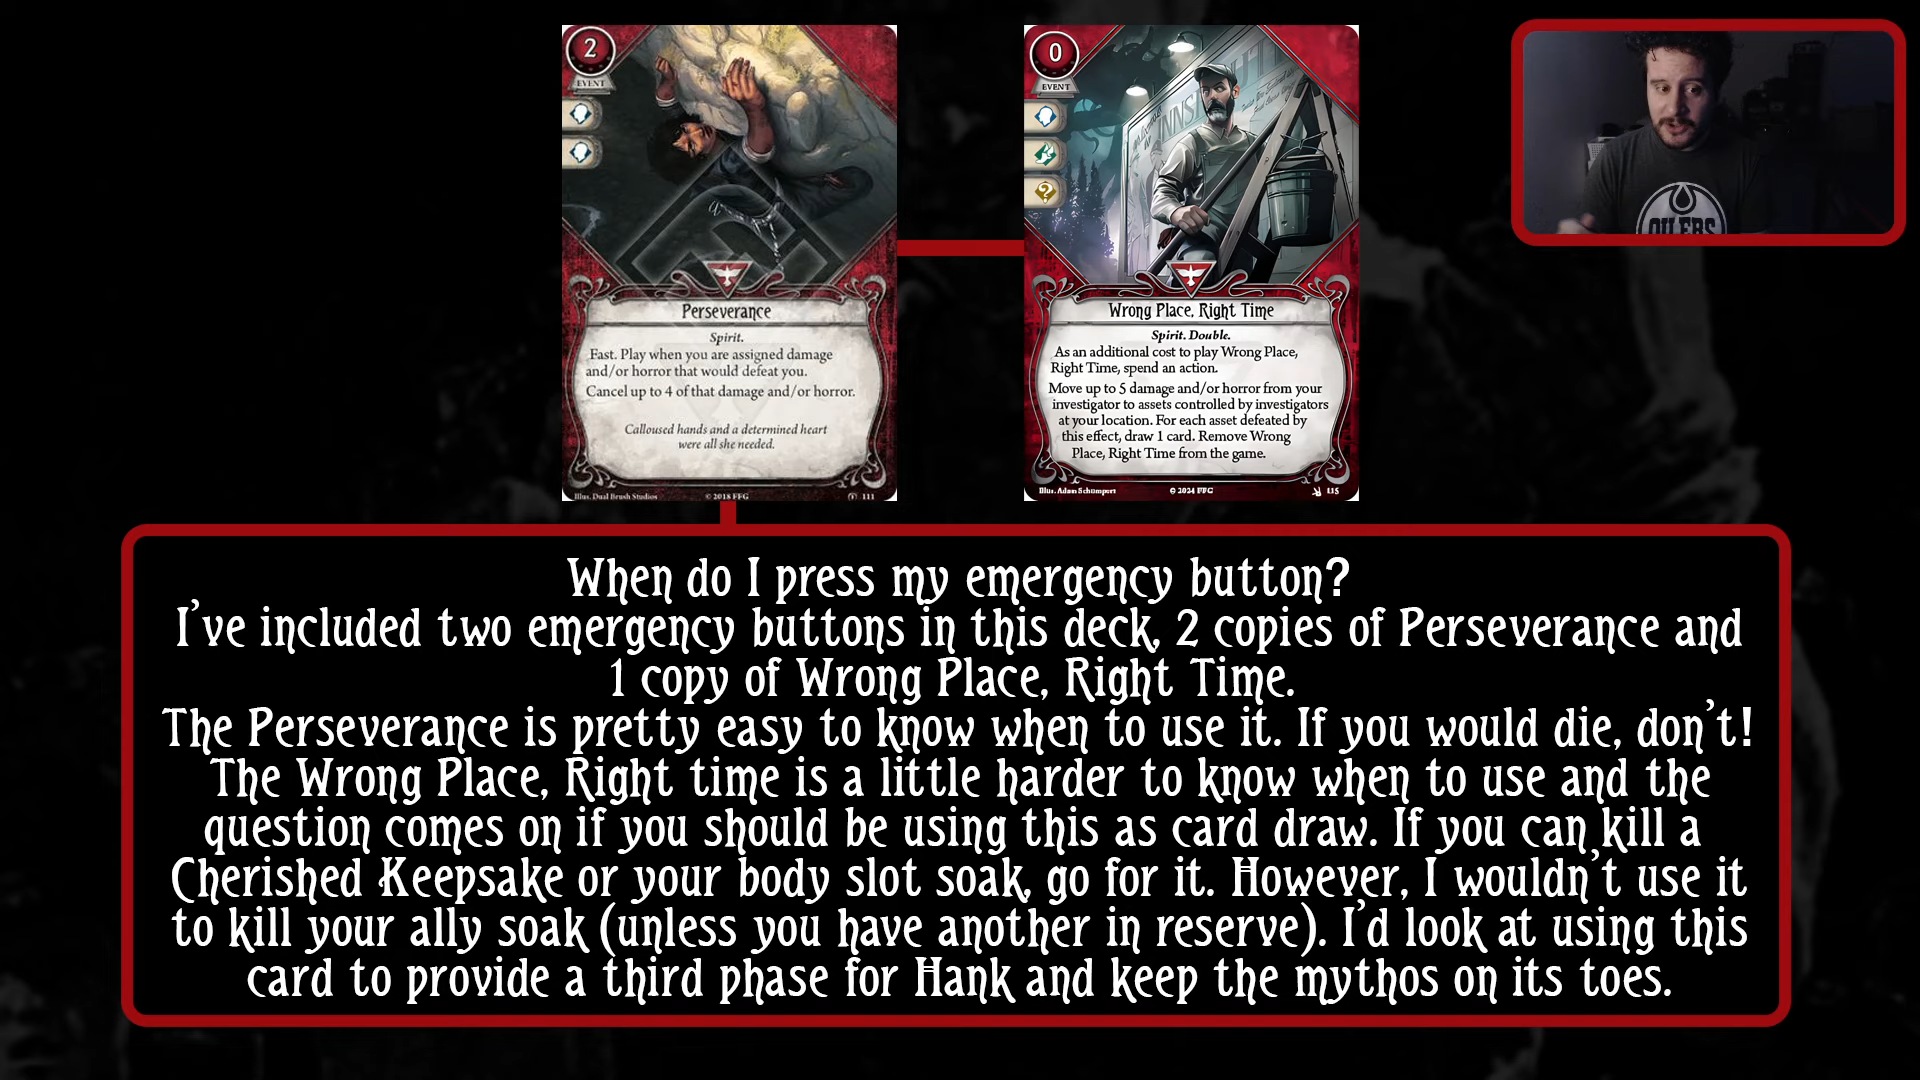 2
EVENT
Perseverance
Spirit.
Fast. Play when you are assigned damage
and/or horror that would defeat you.
Cancel up to 4 of that damage and/or horror.
Calloused hands and a determined heart
were all she needed.
Illus. Dual Brush Studios © 2018 FFG 111
0
EVENT
Wrong Place, Right Time
Spirit. Double.
As an additional cost to play Wrong Place,
Right Time, spend an action.
Move up to 5 damage and/or horror from your
investigator to assets controlled by investigators
at your location. For each asset defeated by
this effect, draw 1 card. Remove Wrong
Place, Right Time from the game.
Illus. Adam Schumpert © 2024 FFG 115
OILERS
When do I press my emergency button?
I've included two emergency buttons in this deck, 2 copies of Perseverance and
1 copy of Wrong Place, Right Time.
The Perseverance is pretty easy to know when to use it. If you would die, don't!
The Wrong Place, Right time is a little harder to know when to use and the
question comes on if you should be using this as card draw. If you can kill a
Cherished Keepsake or your body slot soak, go for it. However, I wouldn't use it
to kill your ally soak (unless you have another in reserve). I'd look at using this
card to provide a third phase for Hank and keep the mythos on its toes.